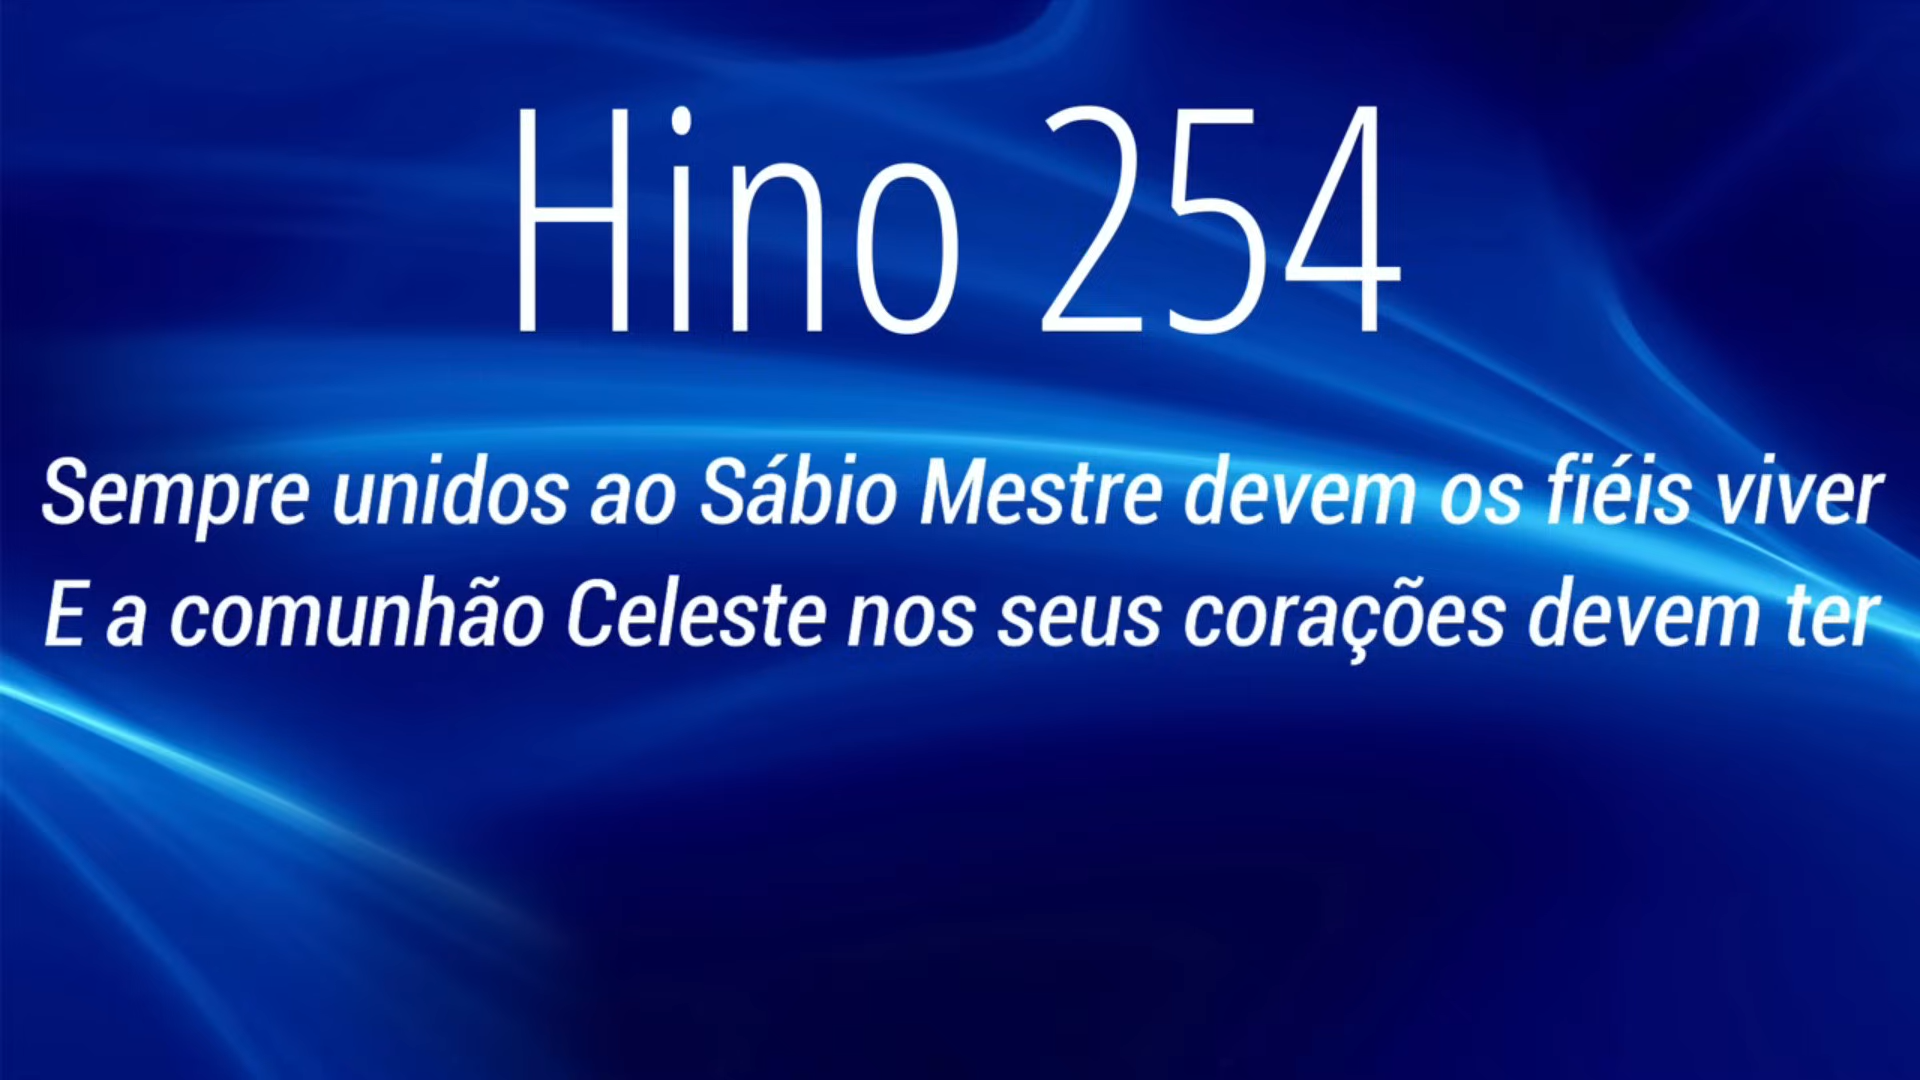 Hino 254
Sempre unidos ao Sábio Mestre devem os fiéis viver
E a comunhão Celeste nos seus corações devem ter